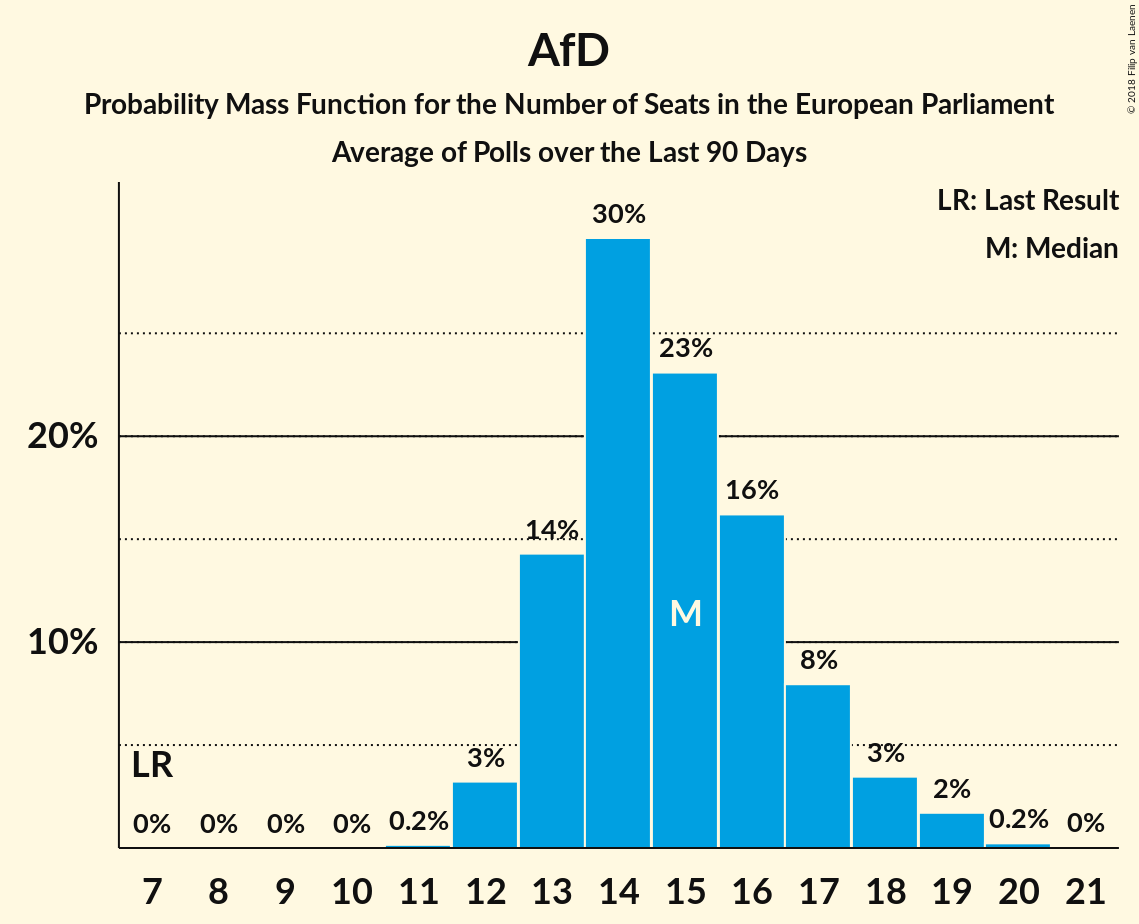 AfD
Probability Mass Function for the Number of Seats in the European Parliament
Average of Polls over the Last 90 Days
© 2018 Filip van Laenen
LR: Last Result
M: Median
30%
23%
20%
16%
14%
M
10%
8%
LR
3%
3%
2%
0%
0%
0%
0%
0.2%
0.2%
0%
7 8 9 10 11 12 13 14 15 16 17 18 19 20 21